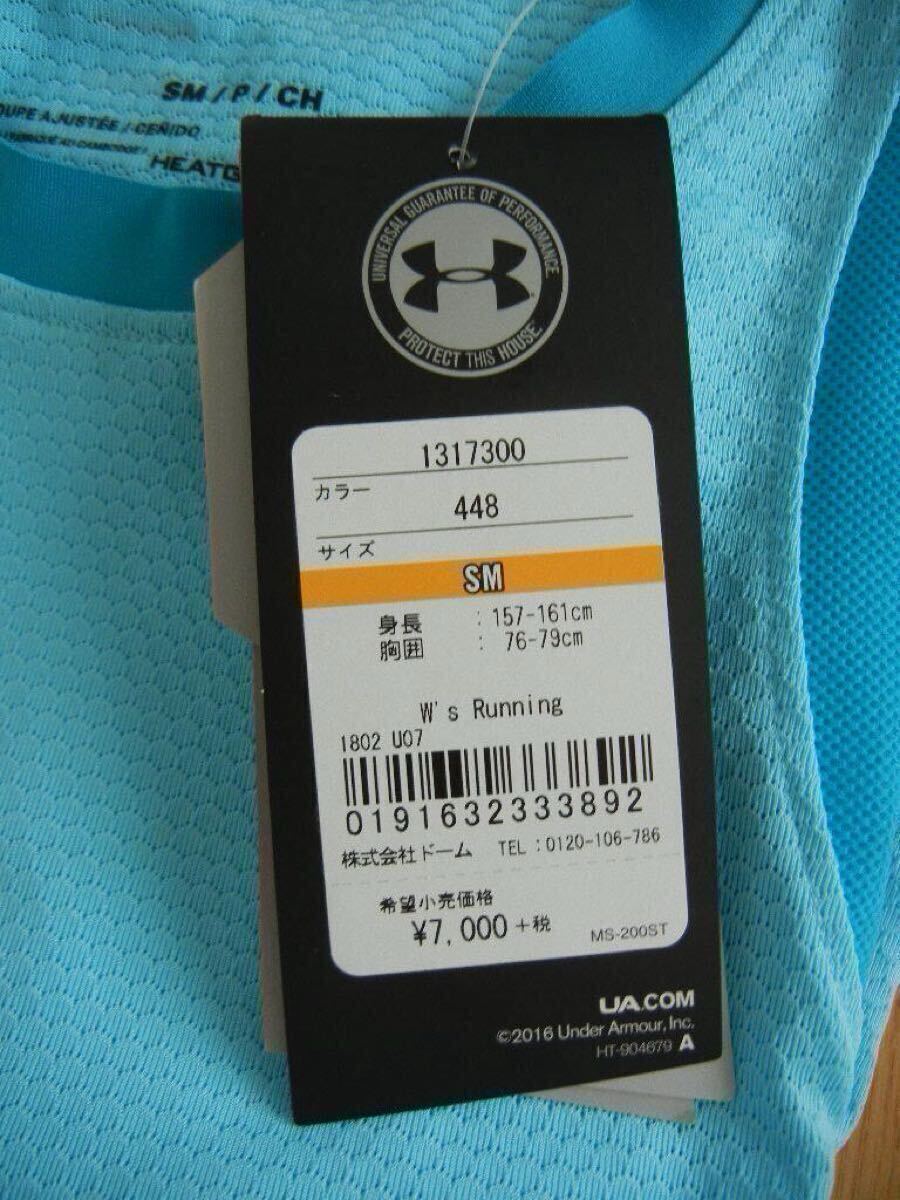 SM / P / CH
OUPE AJUSTÉE / CEÑIDO
HEATG
UNIVERSAL GUARANTEE OF PERFORMANCE
PROTECT THIS HOUSE
1317300
カラー
448
サイズ
SM
身長 : 157-161cm
胸囲 : 76-79cm
W's Running
1802 U07
0191632333892
株式会社ドーム TEL : 0120-106-786
希望小売価格
¥7,000 +税
MS-200ST
UA.COM
©2016 Under Armour, Inc.
HT-904679 A